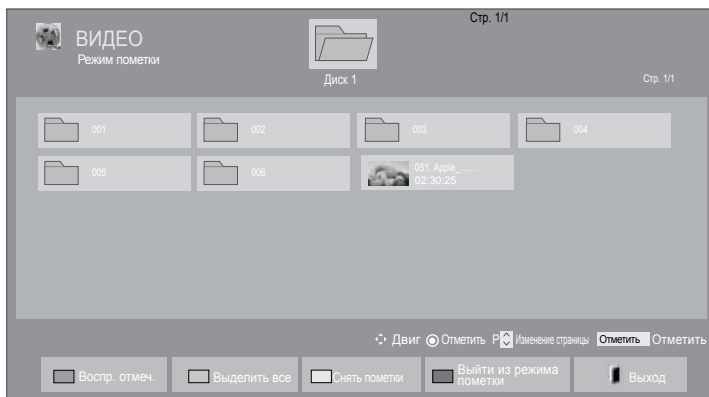 Стр. 1/1
ВИДЕО
Режим пометки
Диск 1
Стр. 1/1
001
002
003
004
005
006
051. Apple_ ......
02:30:25
Двиг Отметить P Изменение страницы Отметить Отметить
Воспр. отмеч.
Выделить все
Снять пометки
Выйти из режима
пометки
Выход